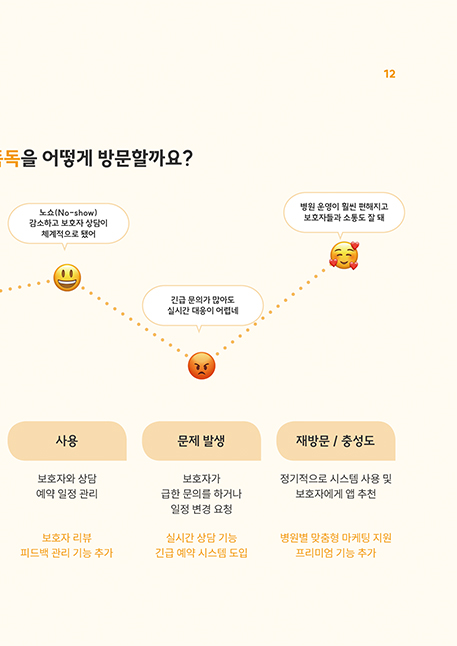 12
독을 어떻게 방문할까요?
노쇼(No-show)
감소하고 보호자 상담이
체계적으로 됐어
병원 운영이 훨씬 편해지고
보호자들과 소통도 잘 돼
긴급 문의가 많아도
실시간 대응이 어렵네
사용
문제 발생
재방문 / 충성도
보호자와 상담
예약 일정 관리
보호자가
급한 문의를 하거나
일정 변경 요청
정기적으로 시스템 사용 및
보호자에게 앱 추천
보호자 리뷰
피드백 관리 기능 추가
실시간 상담 기능
긴급 예약 시스템 도입
병원별 맞춤형 마케팅 지원
프리미엄 기능 추가